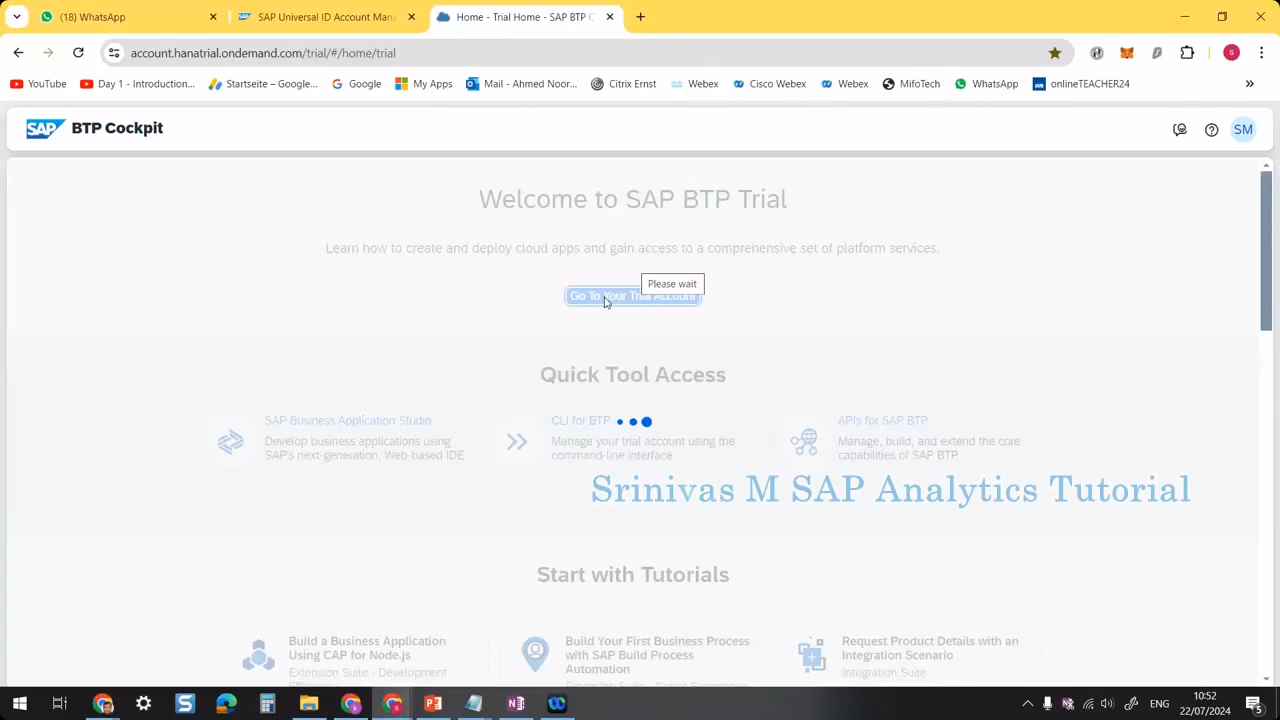 (18) WhatsApp
SAP Universal ID Account Man
Home - Trial Home - SAP BTP C
account.hanatrial.ondemand.com/trial/#/home/trial
S
YouTube
Day 1 - Introduction...
Startseite – Google...
Google
My Apps
Mail - Ahmed Noor...
Citrix Ernst
Webex
Cisco Webex
Webex
MifoTech
WhatsApp
onlineTEACHER24
SAP BTP Cockpit
SM
Welcome to SAP BTP Trial
Learn how to create and deploy cloud apps and gain access to a comprehensive set of platform services.
Please wait
Go To Your Trial Account
Quick Tool Access
SAP Business Application Studio
Develop business applications using
SAP's next-generation, Web-based IDE
CLI for BTP
Manage your trial account using the
command-line interface
APIs for SAP BTP
Manage, build, and extend the core
capabilities of SAP BTP
Srinivas M SAP Analytics Tutorial
Start with Tutorials
Build a Business Application
Using CAP for Node.js
Extension Suite - Development
Build Your First Business Process
with SAP Build Process
Automation
Request Product Details with an
Integration Scenario
Integration Suite
ENG
10:52
22/07/2024
5